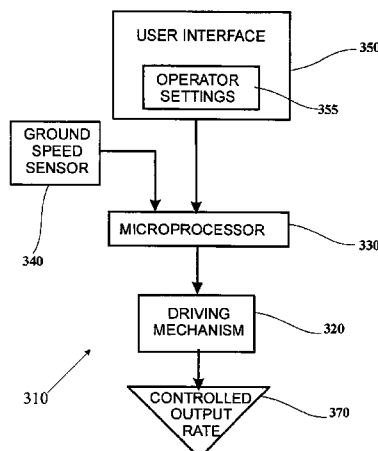 USER INTERFACE
350
OPERATOR
SETTINGS
355
GROUND
SPEED
SENSOR
340
MICROPROCESSOR
330
DRIVING
MECHANISM
320
310
CONTROLLED
OUTPUT
RATE
370